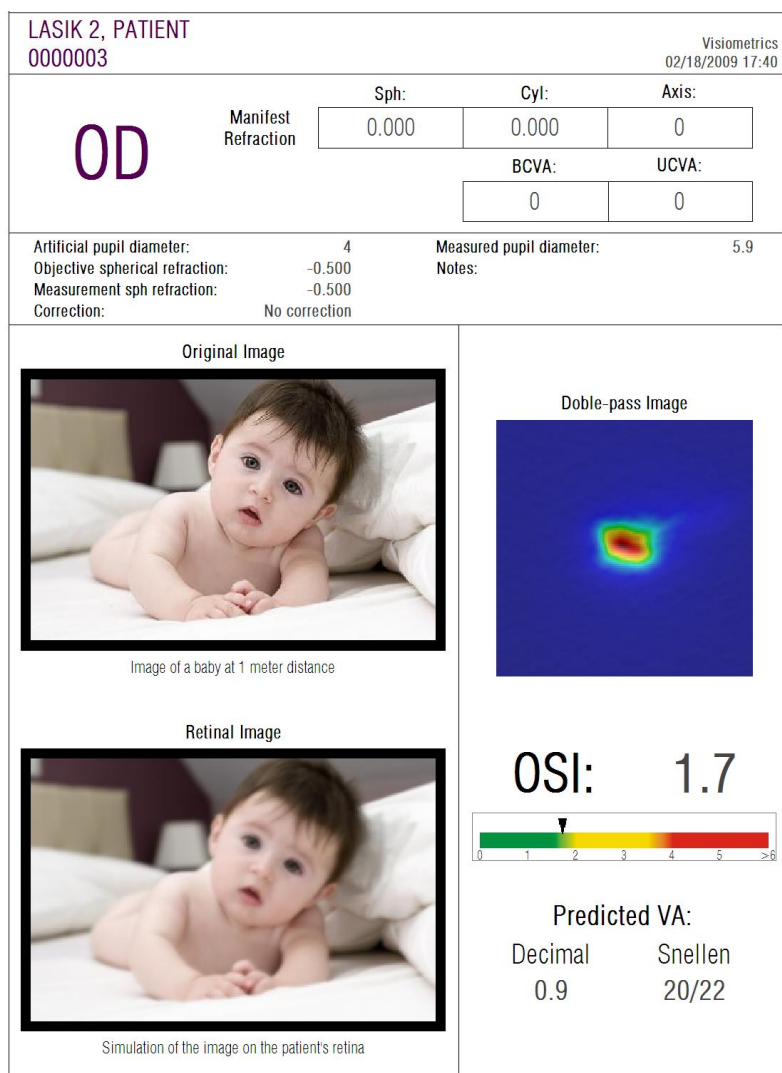 LASIK 2, PATIENT
0000003
Visiometrics
02/18/2009 17:40
OD
Manifest
Refraction
Sph: Cyl: Axis:
0.000 0.000 0
BCVA: UCVA:
0 0
Artificial pupil diameter: 4
Objective spherical refraction: -0.500
Measurement sph refraction: -0.500
Correction: No correction
Measured pupil diameter: 5.9
Notes:
Original Image
Image of a baby at 1 meter distance
Retinal Image
Simulation of the image on the patient's retina
Doble-pass Image
OSI: 1.7
0 1 2 3 4 5 >6
Predicted VA:
Decimal Snellen
0.9 20/22